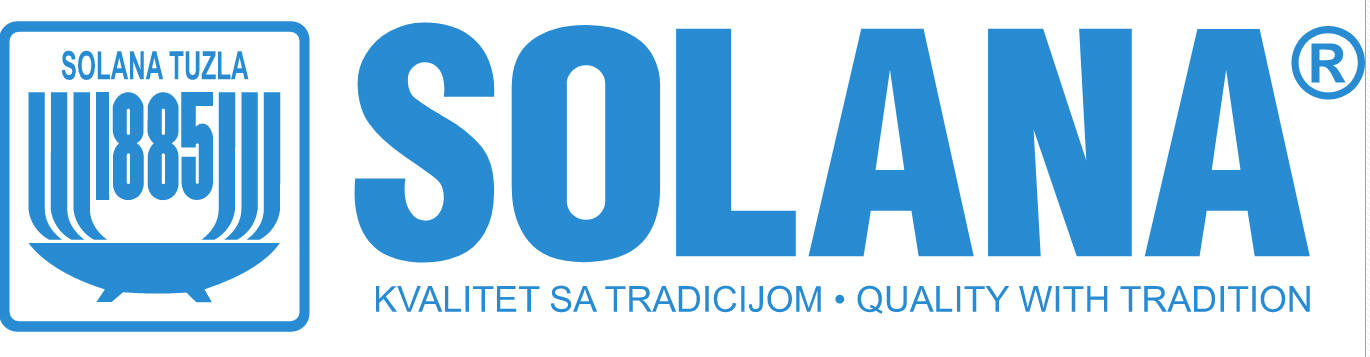 SOLANA TUZLA
1885
SOLANA®
KVALITET SA TRADICIJOM • QUALITY WITH TRADITION